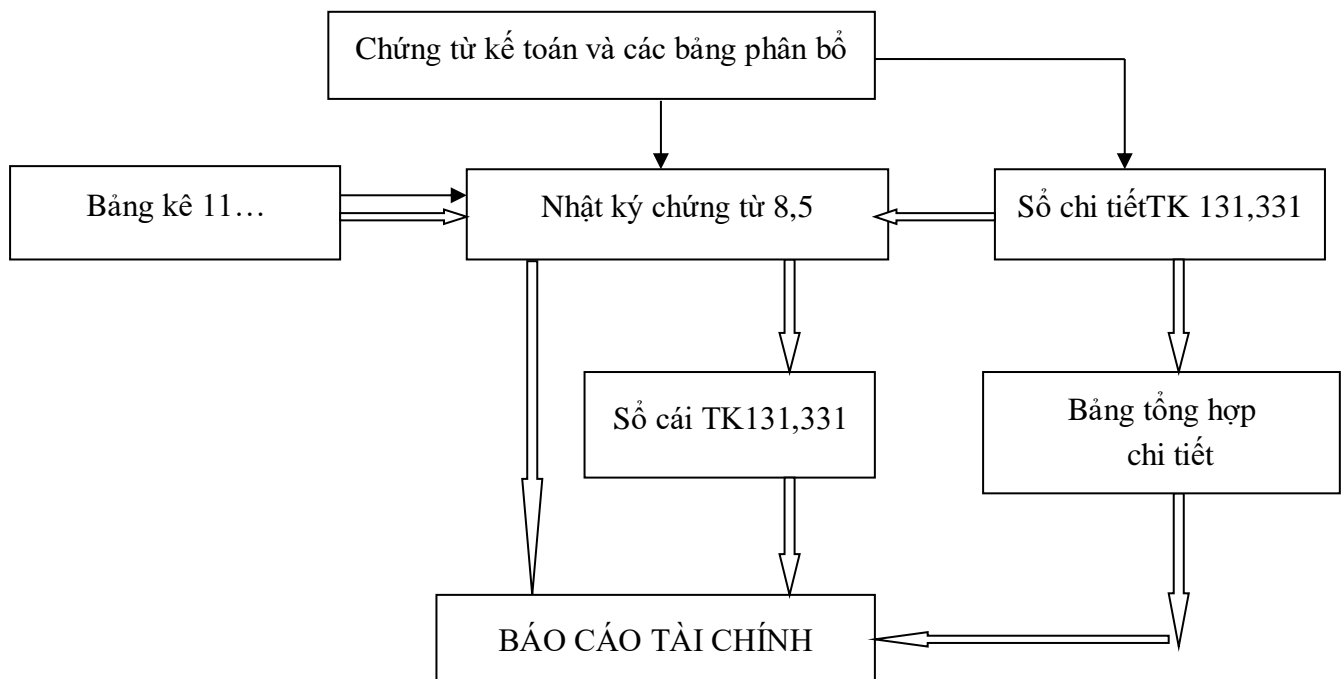 Chứng từ kế toán và các bảng phân bổ
Bảng kê 11…
Nhật ký chứng từ 8,5
Sổ chi tiếtTK 131,331
Sổ cái TK131,331
Bảng tổng hợp
chi tiết
BÁO CÁO TÀI CHÍNH